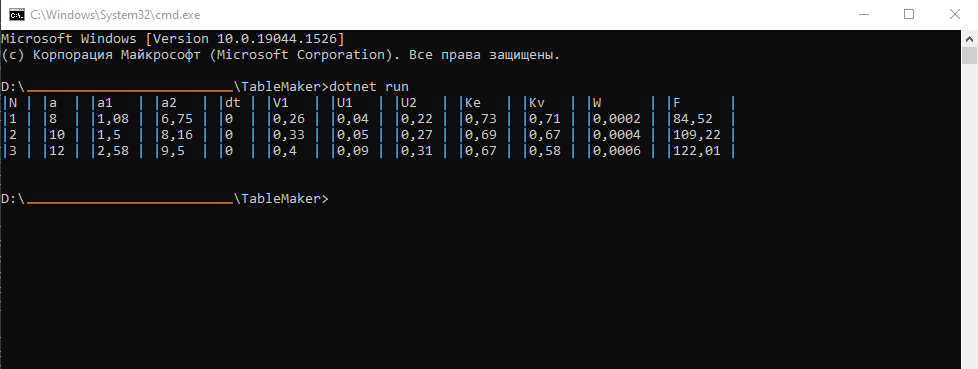 C:\Windows\System32\cmd.exe
Microsoft Windows [Version 10.0.19044.1526]
(c) Корпорация Майкрософт (Microsoft Corporation). Все права защищены.
D:\ \TableMaker>dotnet run
|N | |a | |a1 | |a2 | |dt | |V1 | |U1 | |U2 | |Ke | |Kv | |W | |F |
|1 | |8 | |1,08 | |6,75 | |0 | |0,26 | |0,04 | |0,22 | |0,73 | |0,71 | |0,0002 | |84,52 |
|2 | |10 | |1,5 | |8,16 | |0 | |0,33 | |0,05 | |0,27 | |0,69 | |0,67 | |0,0004 | |109,22 |
|3 | |12 | |2,58 | |9,5 | |0 | |0,4 | |0,09 | |0,31 | |0,67 | |0,58 | |0,0006 | |122,01 |
D:\ \TableMaker>